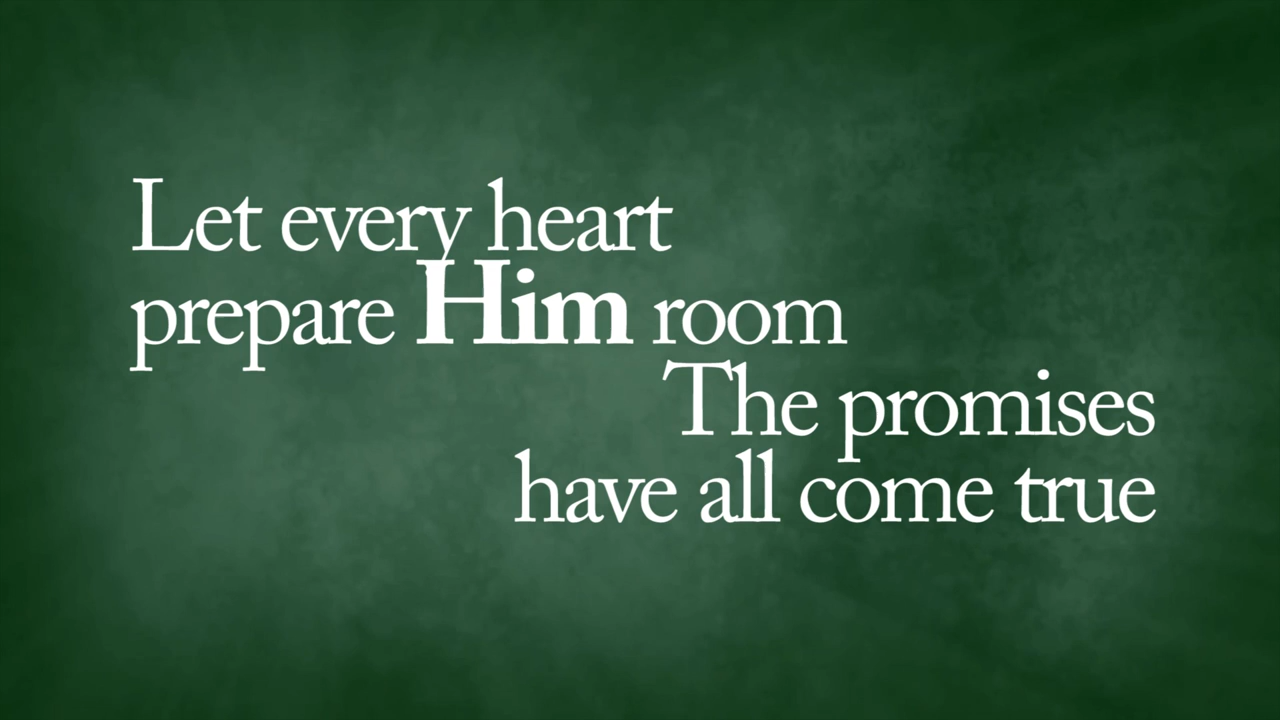 Let every heart
prepare Him room
The promises
have all come true